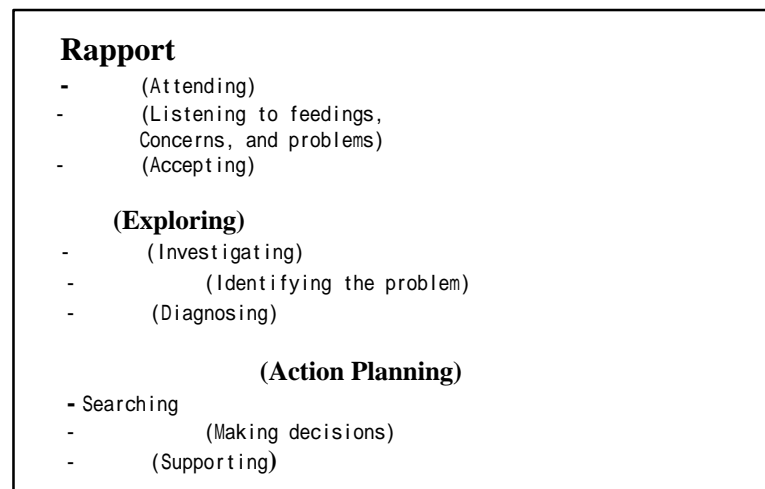 Rapport
- (Attending)
- (Listening to feedings,
Concerns, and problems)
- (Accepting)
(Exploring)
- (Investigating)
- (Identifying the problem)
- (Diagnosing)
(Action Planning)
- Searching
- (Making decisions)
- (Supporting)